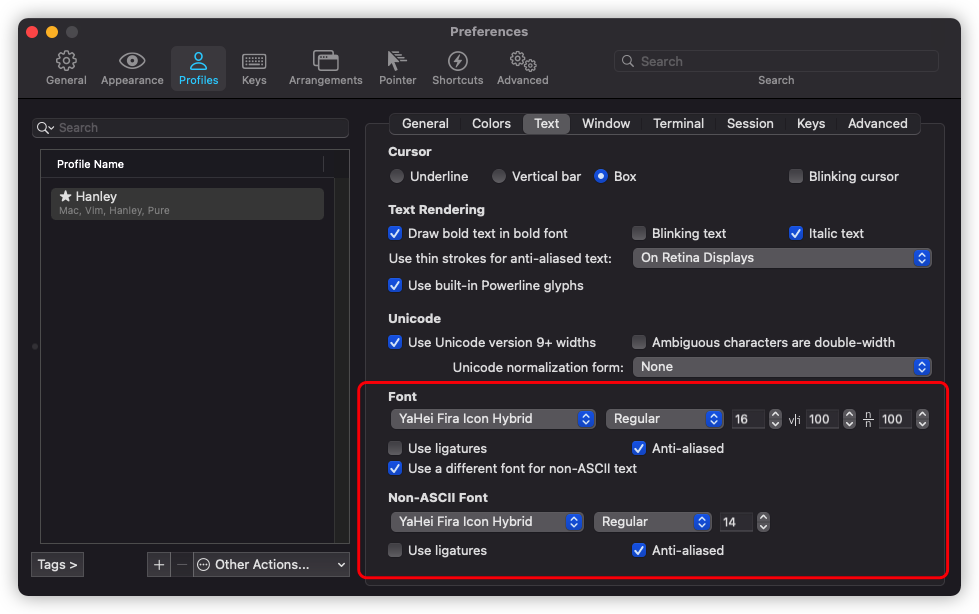 Preferences
General Appearance Profiles Keys Arrangements Pointer Shortcuts Advanced
Search
Search
Search
Profile Name
Hanley
Mac, Vim, Hanley, Pure
Tags >
+ − Other Actions...
General Colors Text Window Terminal Session Keys Advanced
Cursor
Underline Vertical bar Box Blinking cursor
Text Rendering
Draw bold text in bold font Blinking text Italic text
Use thin strokes for anti-aliased text: On Retina Displays
Use built-in Powerline glyphs
Unicode
Use Unicode version 9+ widths Ambiguous characters are double-width
Unicode normalization form: None
Font
YaHei Fira Icon Hybrid Regular 16 v|i 100 n/n 100
Use ligatures Anti-aliased
Use a different font for non-ASCII text
Non-ASCII Font
YaHei Fira Icon Hybrid Regular 14
Use ligatures Anti-aliased